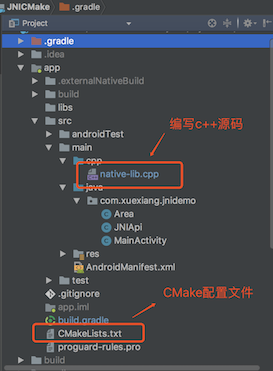 JNICMake
.gradle
Project
.gradle
.idea
app
.externalNativeBuild
build
libs
src
androidTest
main
编写c++源码
cpp
native-lib.cpp
java
com.xuexiang.jnidemo
Area
JNIApi
MainActivity
res
AndroidManifest.xml
test
.gitignore
CMake配置文件
app.iml
build.gradle
CMakeLists.txt
proguard-rules.pro
build